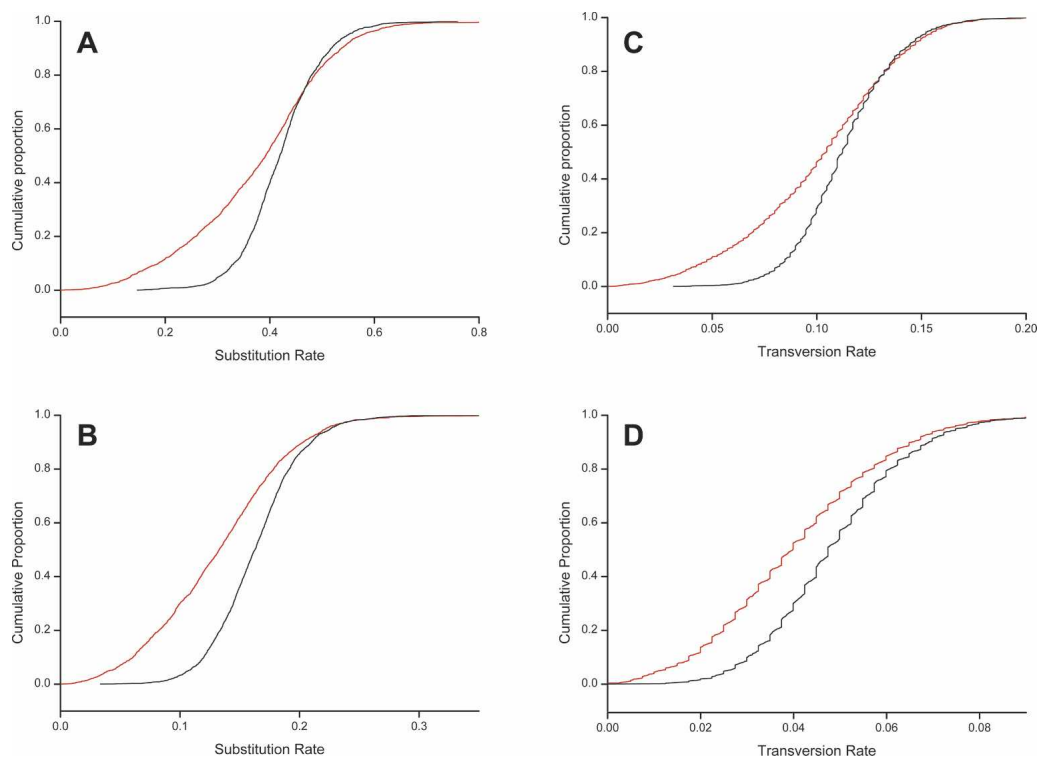 A
Cumulative proportion
1.0
0.8
0.6
0.4
0.2
0.0
0.0 0.2 0.4 0.6 0.8
Substitution Rate
C
Cumulative proportion
1.0
0.8
0.6
0.4
0.2
0.0
0.00 0.05 0.10 0.15 0.20
Transversion Rate
B
Cumulative Proportion
1.0
0.8
0.6
0.4
0.2
0.0
0.0 0.1 0.2 0.3
Substitution Rate
D
Cumulative Proportion
1.0
0.8
0.6
0.4
0.2
0.0
0.00 0.02 0.04 0.06 0.08
Transversion Rate